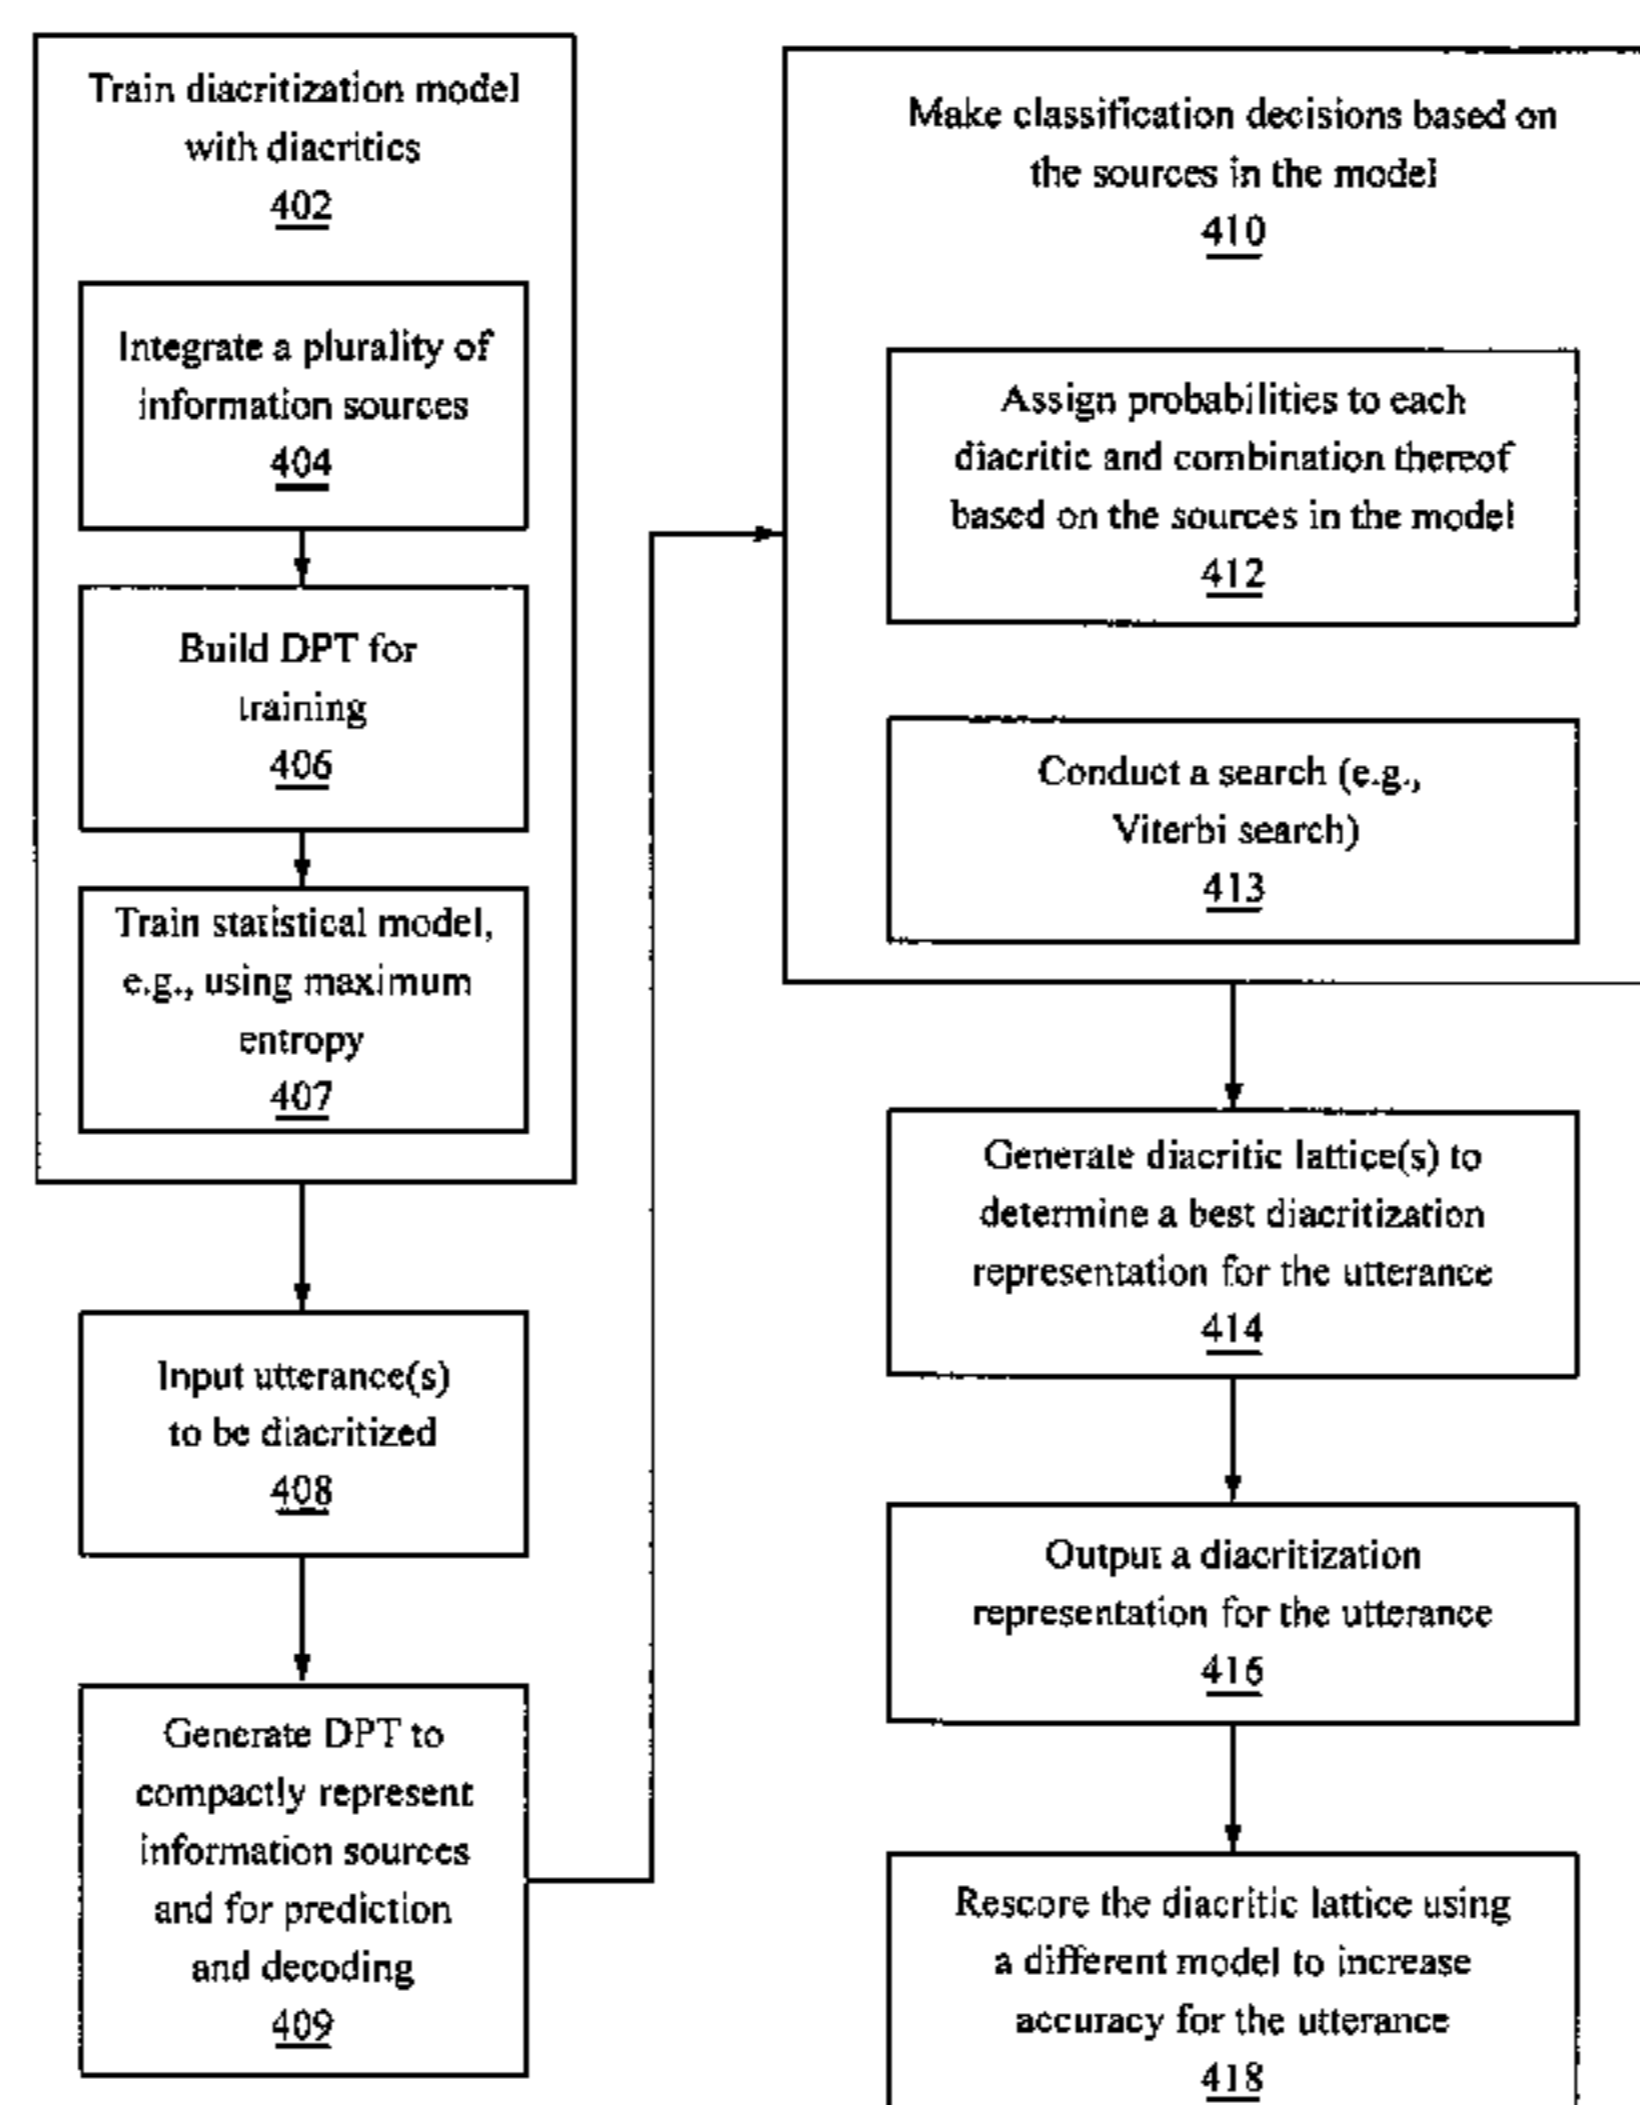 Train diacritization model
with diacritics
402
Integrate a plurality of
information sources
404
Build DPT for
training
406
Train statistical model,
e.g., using maximum
entropy
407
Input utterance(s)
to be diacritized
408
Generate DPT to
compactly represent
information sources
and for prediction
and decoding
409
Make classification decisions based on
the sources in the model
410
Assign probabilities to each
diacritic and combination thereof
based on the sources in the model
412
Conduct a search (e.g.,
Viterbi search)
413
Generate diacritic lattice(s) to
determine a best diacritization
representation for the utterance
414
Output a diacritization
representation for the utterance
416
Rescore the diacritic lattice using
a different model to increase
accuracy for the utterance
418